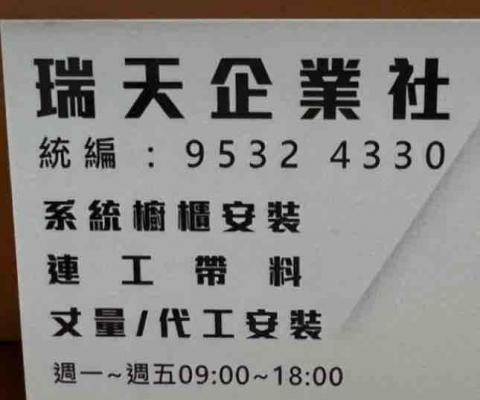 瑞天企業社
統編：9532 4330
系統櫥櫃安裝
連工帶料
丈量/代工安裝
週一~週五09:00~18:00